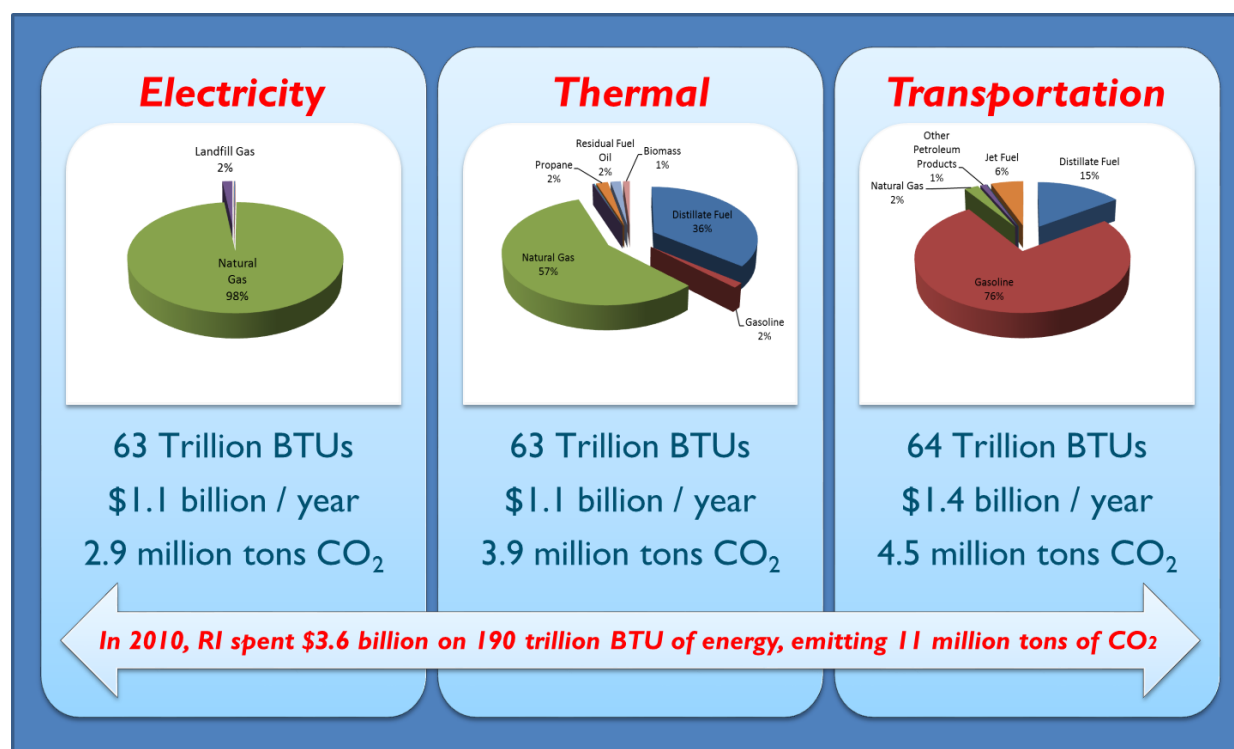 Electricity
Landfill Gas
2%
Natural
Gas
98%
63 Trillion BTUs
$1.1 billion / year
2.9 million tons CO₂
Thermal
Residual Fuel
Oil
2%
Biomass
1%
Propane
2%
Distillate Fuel
36%
Natural Gas
57%
Gasoline
2%
63 Trillion BTUs
$1.1 billion / year
3.9 million tons CO₂
Transportation
Other
Petroleum
Products
1%
Jet Fuel
6%
Distillate Fuel
15%
Natural Gas
2%
Gasoline
76%
64 Trillion BTUs
$1.4 billion / year
4.5 million tons CO₂
In 2010, RI spent $3.6 billion on 190 trillion BTU of energy, emitting 11 million tons of CO₂